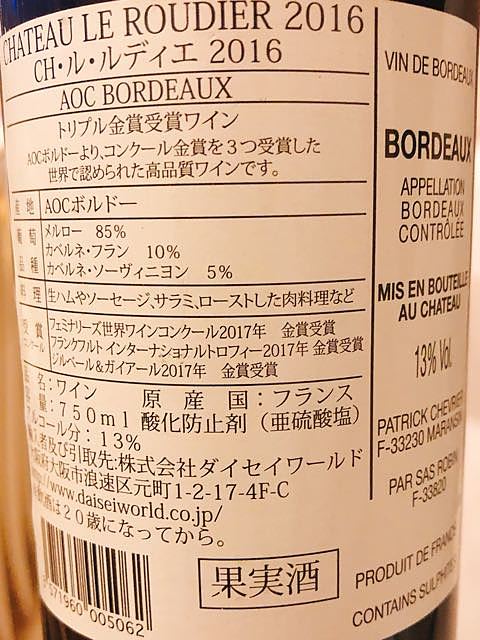 CHATEAU LE ROUDIER 2016
CH・ル・ルディエ 2016
AOC BORDEAUX
トリプル金賞受賞ワイン
AOCボルドーより、コンクール金賞を３つ受賞した
世界で認められた高品質ワインです。
産 地 AOCボルドー
葡萄 メルロー 85%
カベルネ・フラン 10%
品種 カベルネ・ソーヴィニヨン 5%
料理 生ハムやソーセージ、サラミ、ローストした肉料理など
受賞 フェミナリーズ世界ワインコンクール2017年 金賞受賞
コンクール フランクフルト インターナショナルトロフィー2017年 金賞受賞
ジルベール＆ガイアール2017年 金賞受賞
名：ワイン 原産国：フランス
量：750ml 酸化防止剤（亜硫酸塩）
アルコール分：13%
輸入者及び引取先:株式会社ダイセイワールド
大阪府大阪市浪速区元町1-2-17-4F-C
http://www.daiseiworld.co.jp/
酒は20歳になってから。
571960 005062
果実酒
VIN DE BORDEAUX
BORDEAUX
APPELLATION
BORDEAUX
CONTRÔLÉE
MIS EN BOUTEILLE
AU CHATEAU
13% Vol.
PATRICK CHEVRIER
F-33230 MARANSIN
PAR SAS ROBIN
F-33620
PRODUIT DE FRANCE
CONTAINS SULPHITES